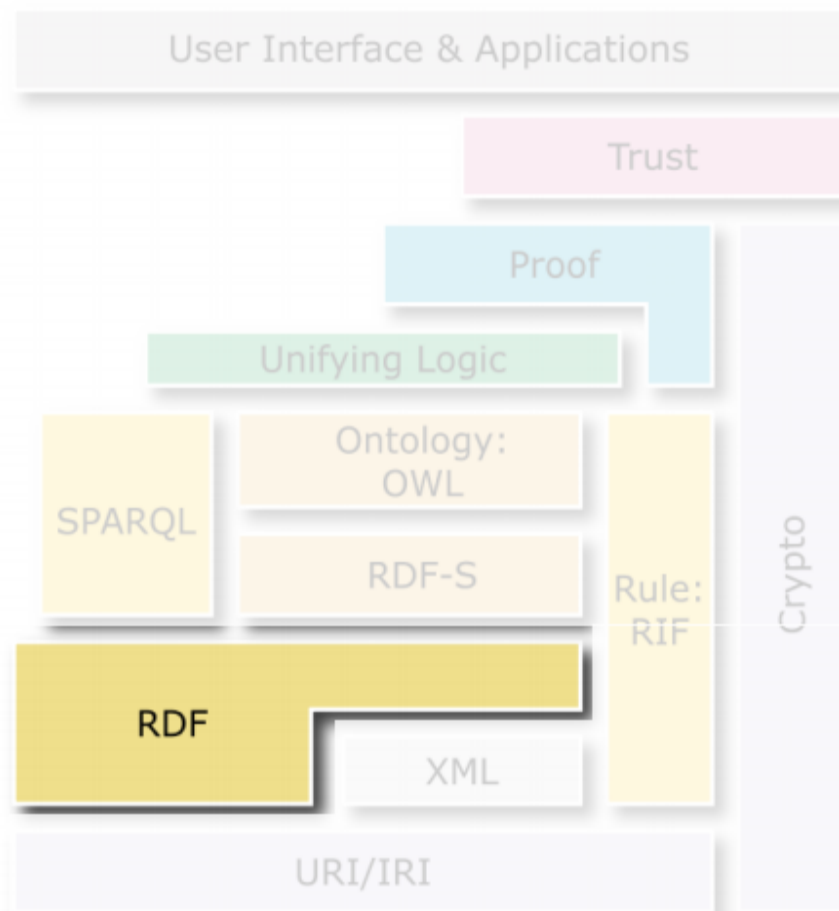 User Interface & Applications
Trust
Proof
Unifying Logic
Ontology:
OWL
SPARQL
RDF-S
Rule:
RIF
Crypto
RDF
XML
URI/IRI